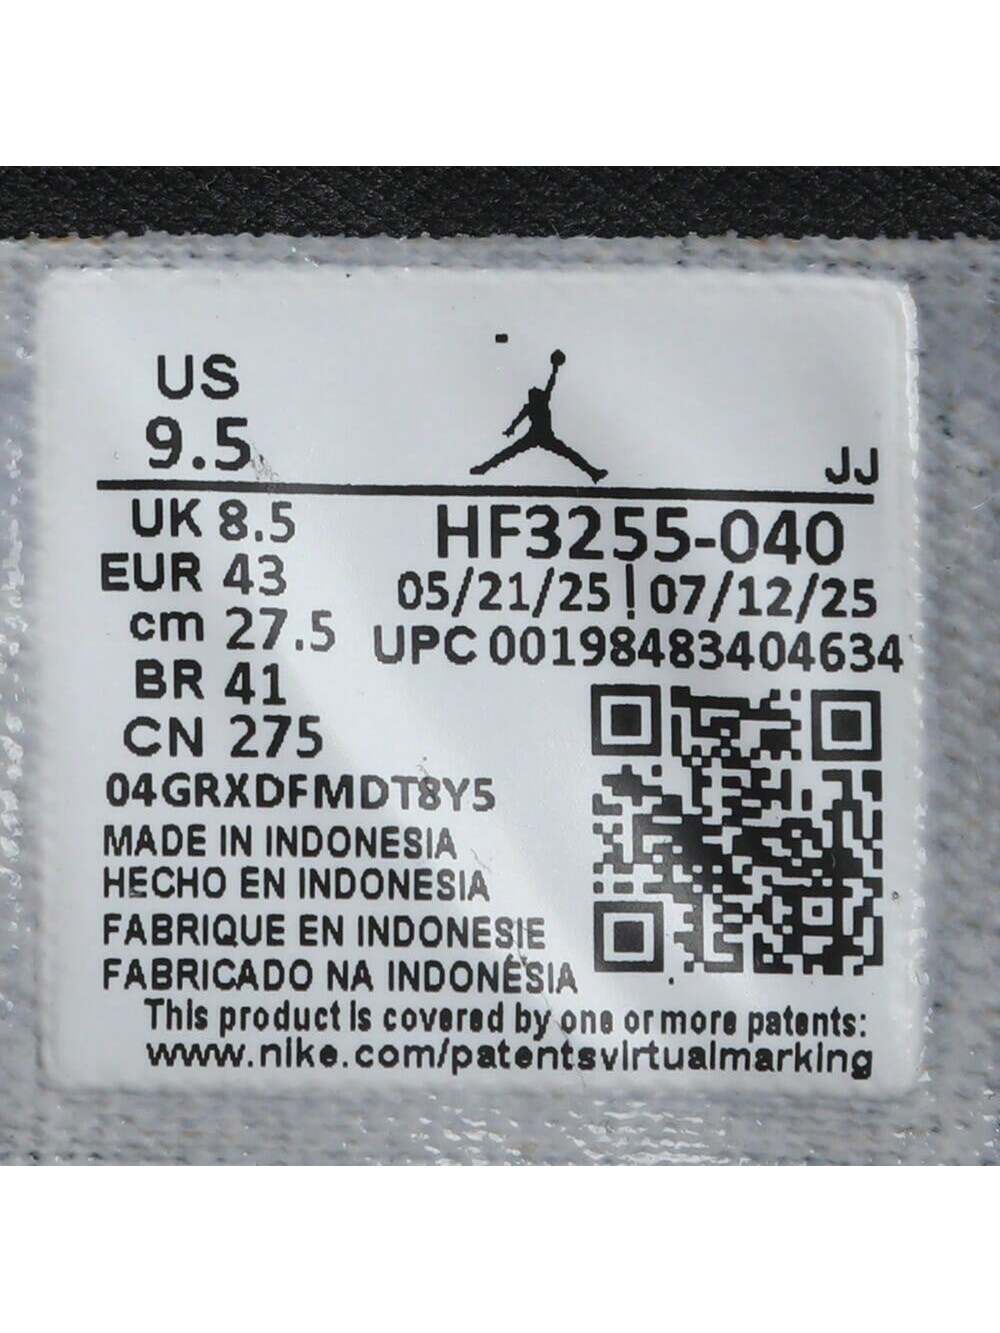 US
9.5
JJ
UK 8.5
EUR 43
cm 27.5
BR 41
CN 275
HF3255-040
05/21/25 | 07/12/25
UPC 00198483404634
04GRXDFMDT8Y5
MADE IN INDONESIA
HECHO EN INDONESIA
FABRIQUE EN INDONESIE
FABRICADO NA INDONÉSIA
This product is covered by one or more patents:
www.nike.com/patentsvirtualmarking